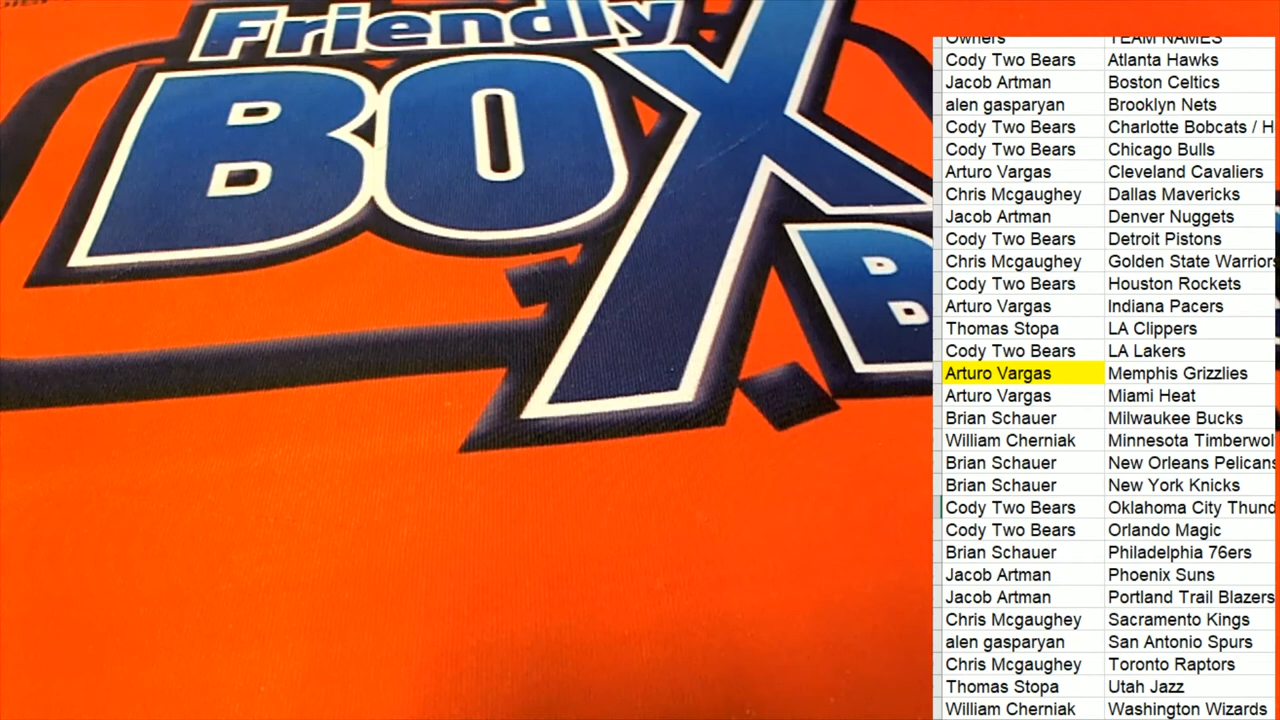 Friendly
BOX
B
Owners TEAM NAMES
Cody Two Bears Atlanta Hawks
Jacob Artman Boston Celtics
alen gasparyan Brooklyn Nets
Cody Two Bears Charlotte Bobcats / H
Cody Two Bears Chicago Bulls
Arturo Vargas Cleveland Cavaliers
Chris Mcgaughey Dallas Mavericks
Jacob Artman Denver Nuggets
Cody Two Bears Detroit Pistons
Chris Mcgaughey Golden State Warriors
Cody Two Bears Houston Rockets
Arturo Vargas Indiana Pacers
Thomas Stopa LA Clippers
Cody Two Bears LA Lakers
Arturo Vargas Memphis Grizzlies
Arturo Vargas Miami Heat
Brian Schauer Milwaukee Bucks
William Cherniak Minnesota Timberwol
Brian Schauer New Orleans Pelicans
Brian Schauer New York Knicks
Cody Two Bears Oklahoma City Thund
Cody Two Bears Orlando Magic
Brian Schauer Philadelphia 76ers
Jacob Artman Phoenix Suns
Jacob Artman Portland Trail Blazers
Chris Mcgaughey Sacramento Kings
alen gasparyan San Antonio Spurs
Chris Mcgaughey Toronto Raptors
Thomas Stopa Utah Jazz
William Cherniak Washington Wizards